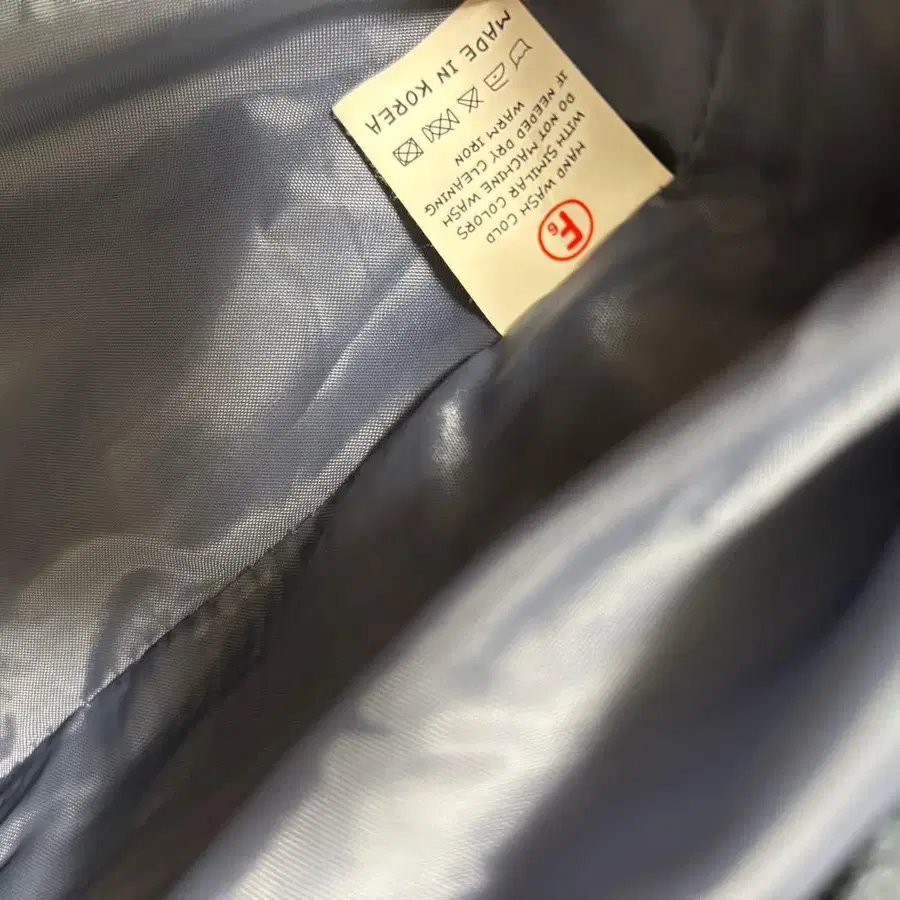 F6
HAND WASH COLD
WITH SIMILAR COLORS
DO NOT MACHINE WASH
IF NEEDED DRY CLEANING
WARM IRON
MADE IN KOREA